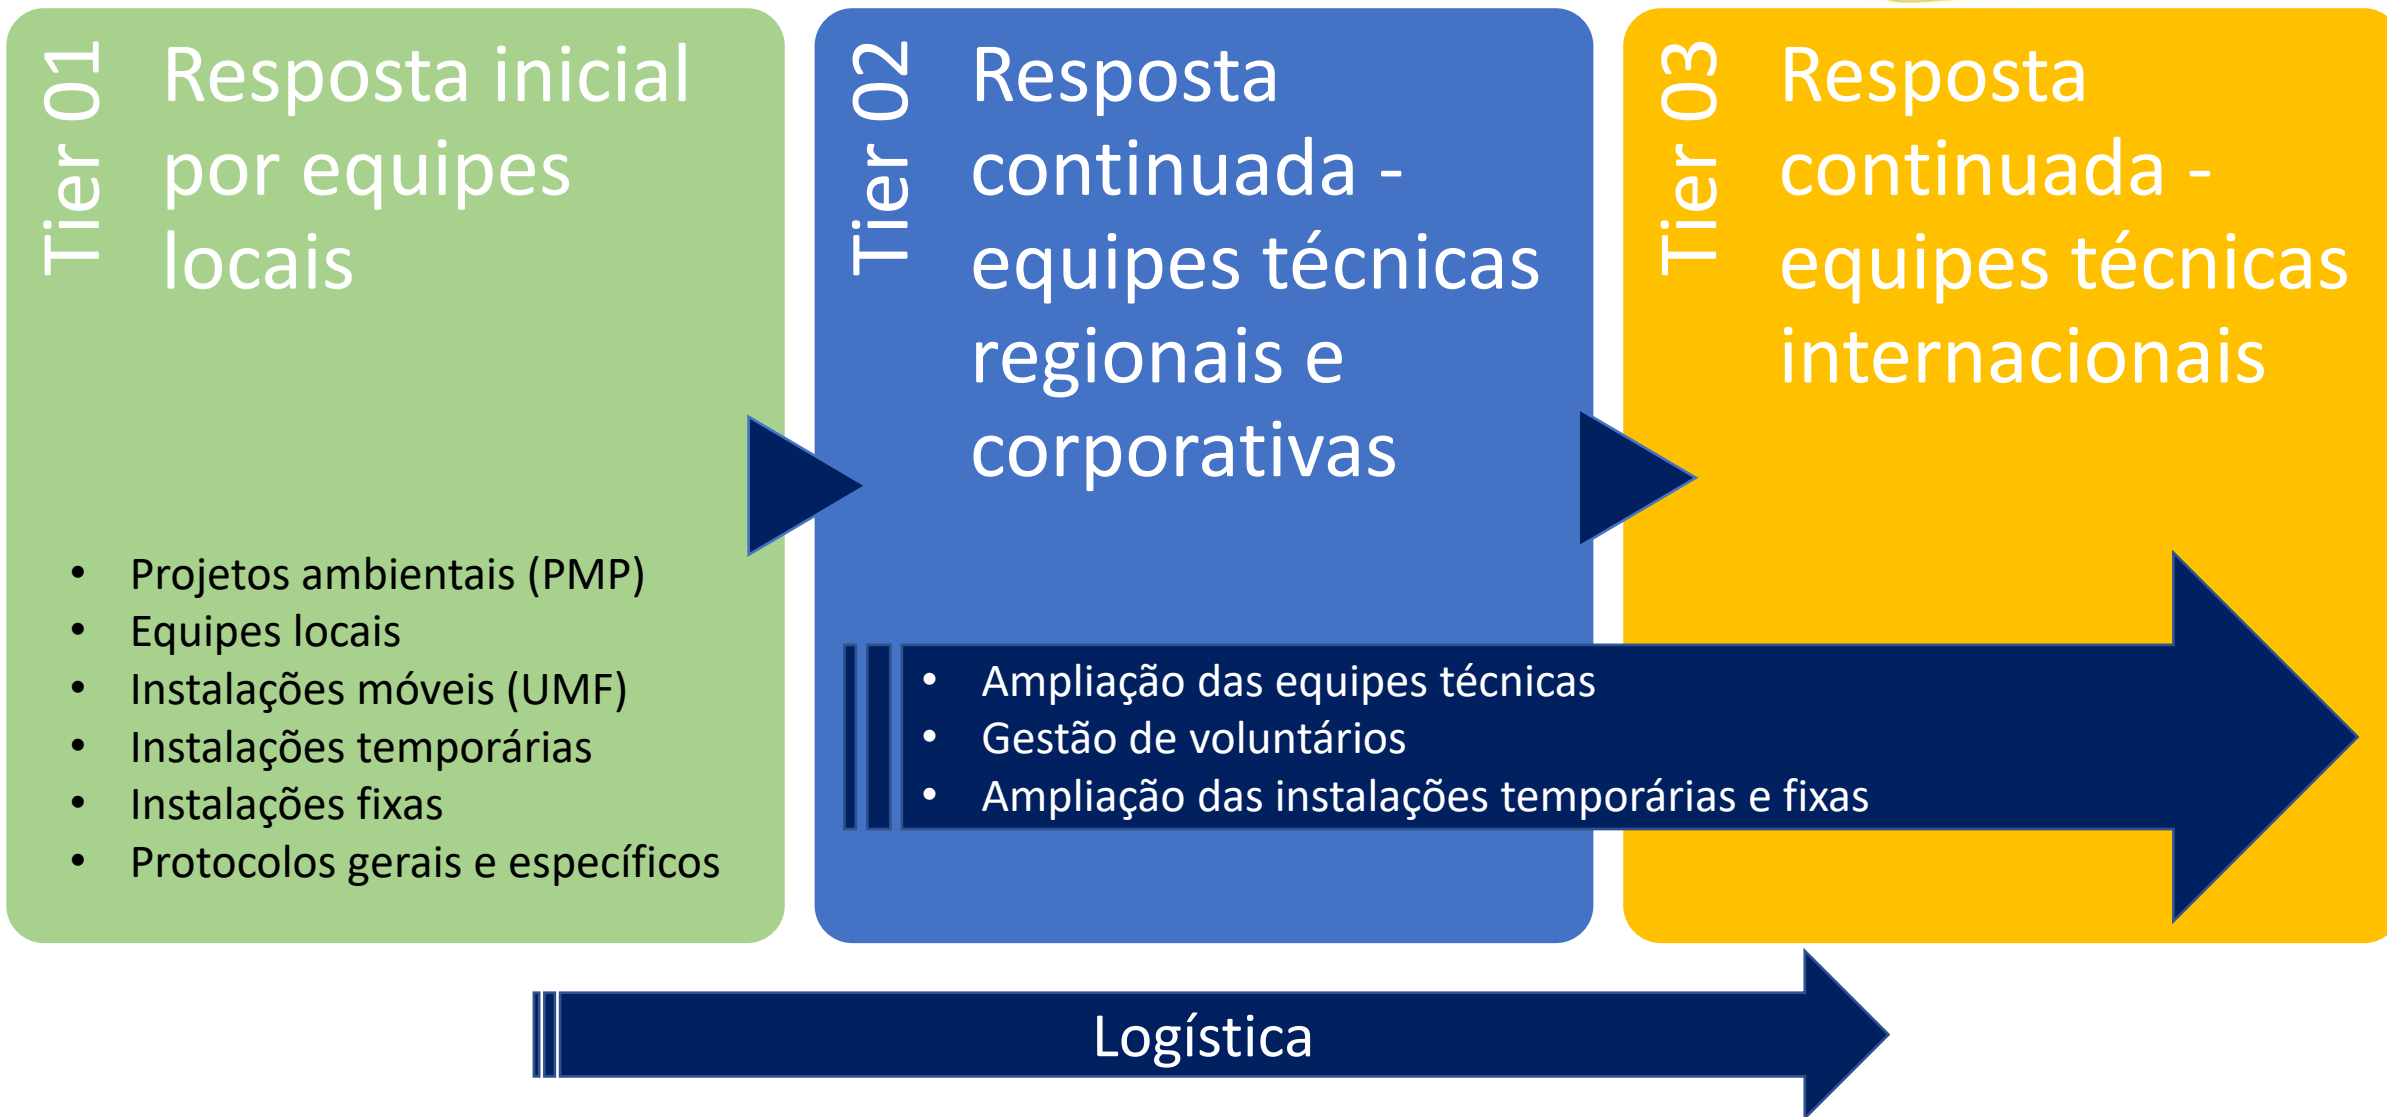 Tier 01
Resposta inicial
por equipes
locais
• Projetos ambientais (PMP)
• Equipes locais
• Instalações móveis (UMF)
• Instalações temporárias
• Instalações fixas
• Protocolos gerais e específicos
Tier 02
Resposta
continuada -
equipes técnicas
regionais e
corporativas
Tier 03
Resposta
continuada -
equipes técnicas
internacionais
• Ampliação das equipes técnicas
• Gestão de voluntários
• Ampliação das instalações temporárias e fixas
Logística